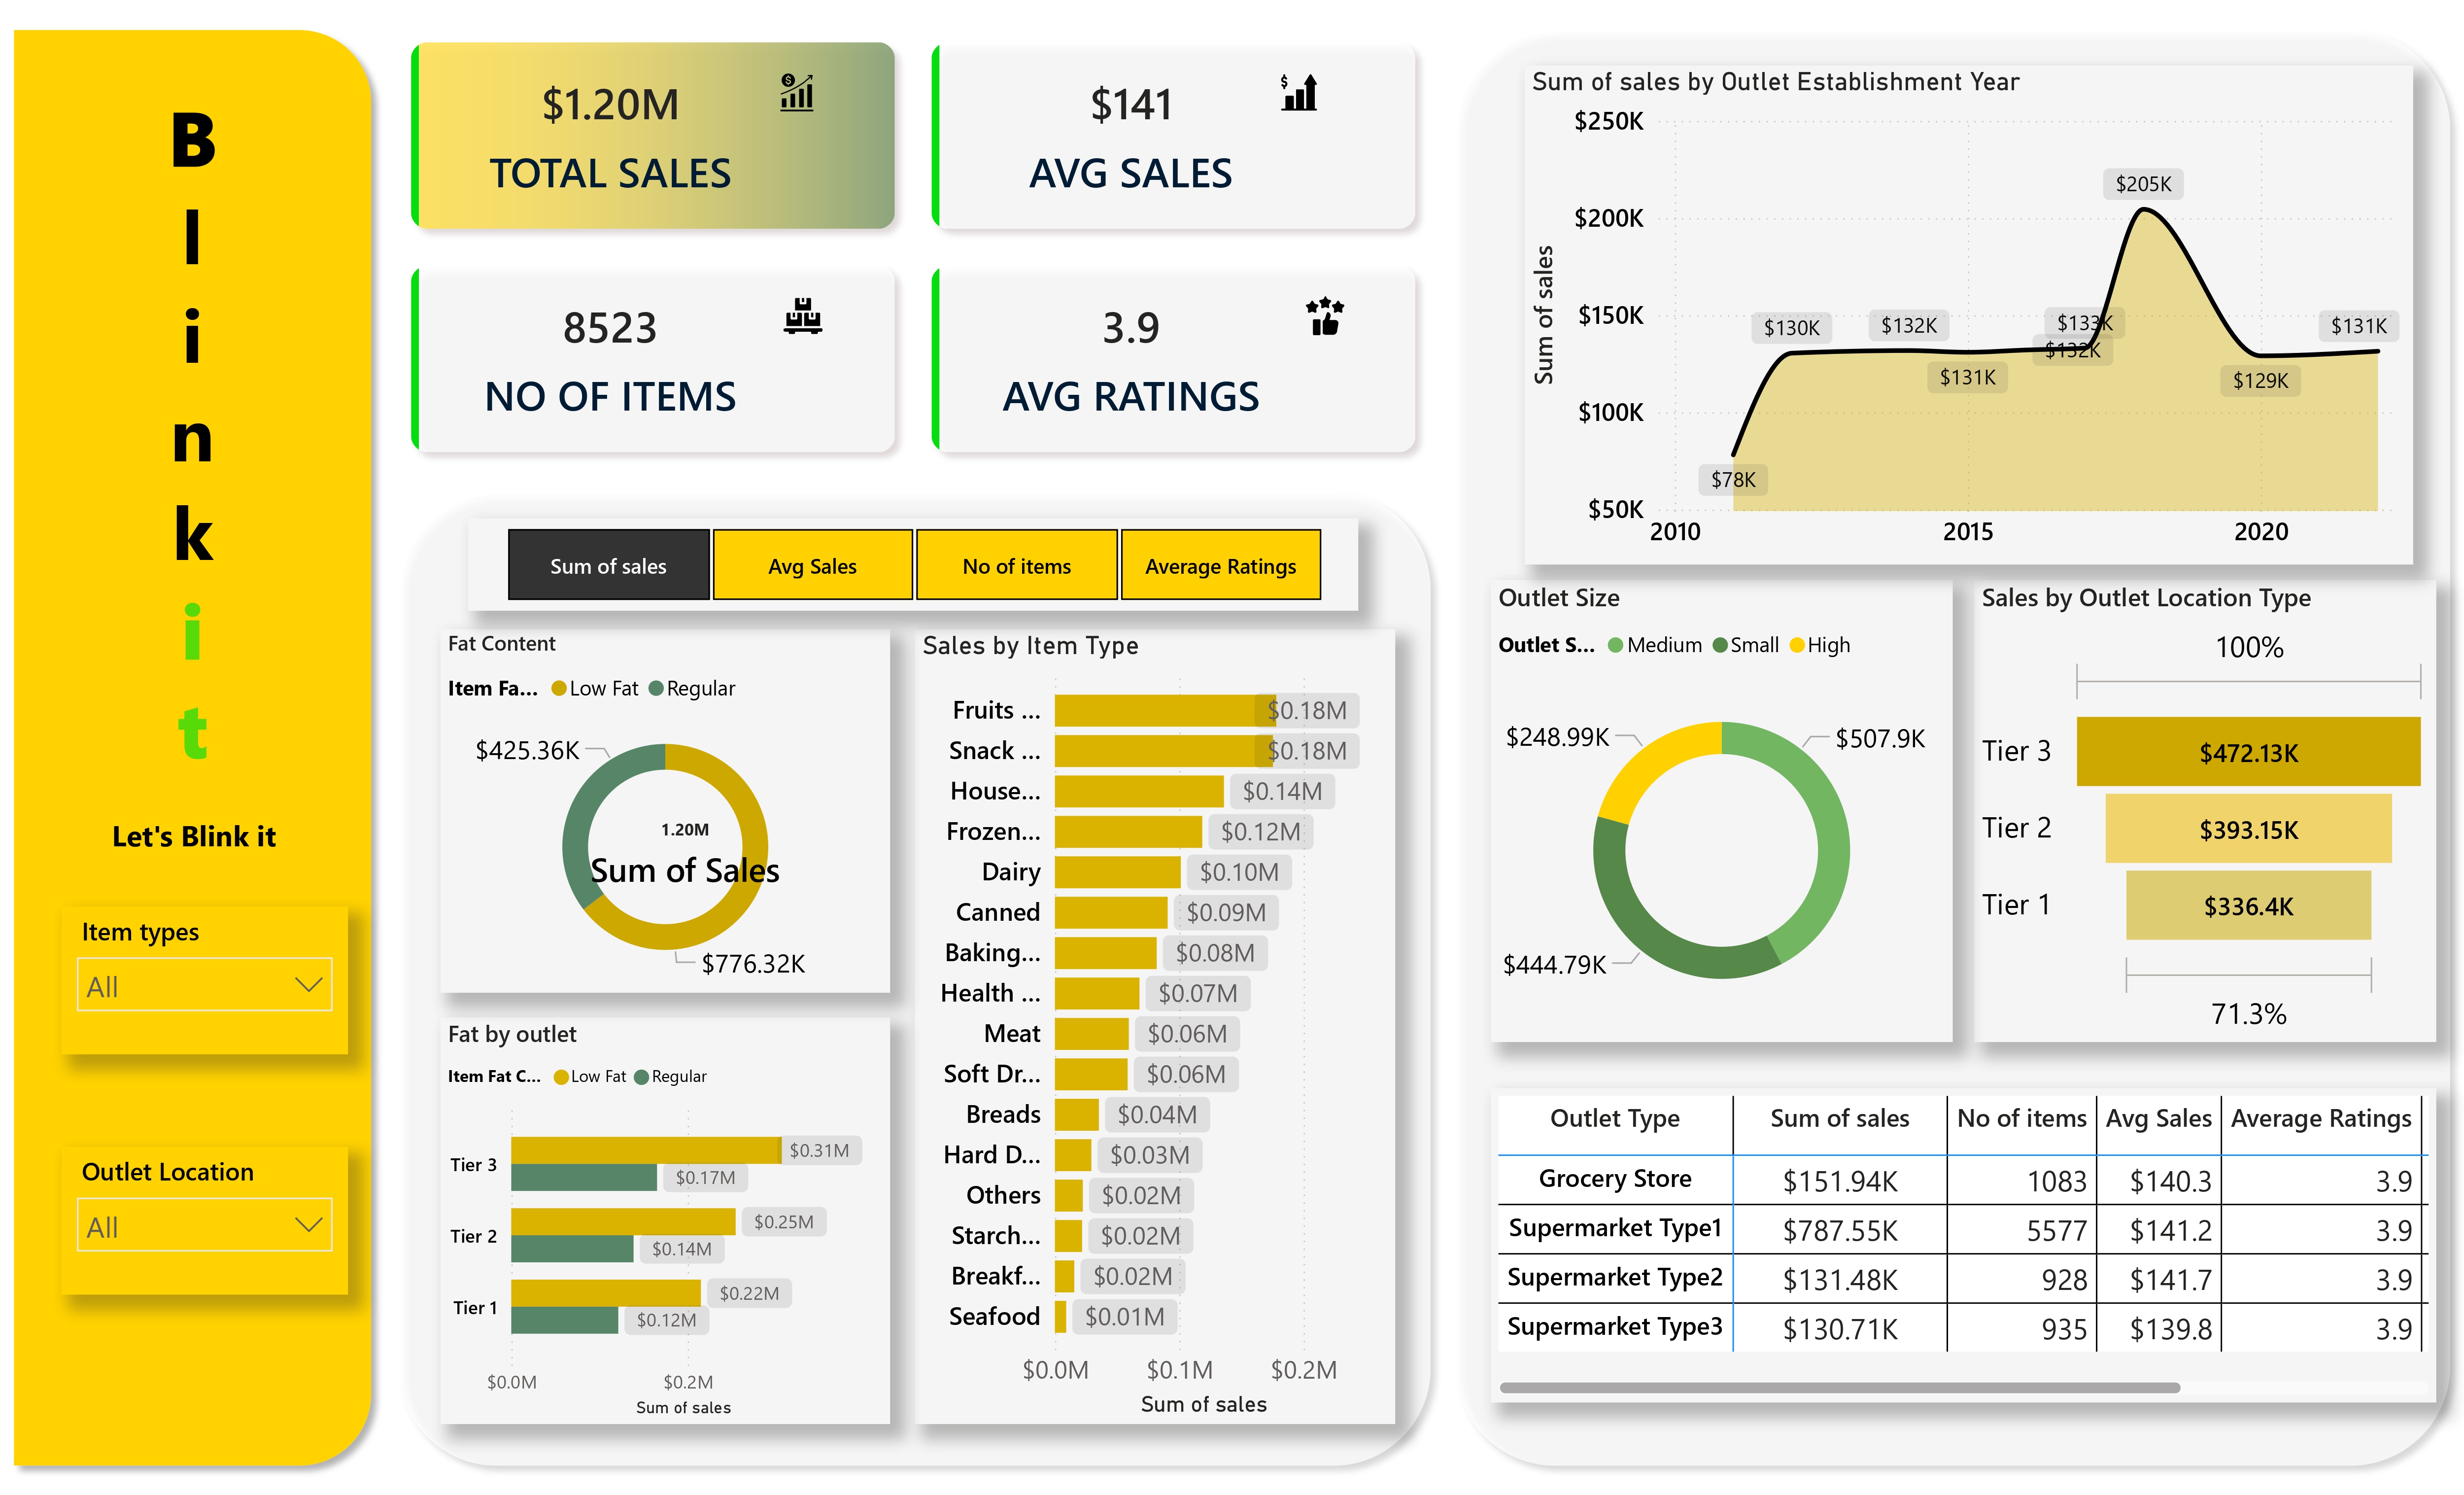 B
l
i
n
k
i
t
Let's Blink it
Item types
All
Outlet Location
All
$1.20M
TOTAL SALES
$
$141
AVG SALES
$
8523
NO OF ITEMS
3.9
AVG RATINGS
Sum of sales
Avg Sales
No of items
Average Ratings
Fat Content
Item Fa... Low Fat Regular
$425.36K
1.20M
Sum of Sales
$776.32K
Fat by outlet
Item Fat C... Low Fat Regular
Tier 3
$0.31M
$0.17M
Tier 2
$0.25M
$0.14M
Tier 1
$0.22M
$0.12M
$0.0M $0.2M
Sum of sales
Sales by Item Type
Fruits ... $0.18M
Snack ... $0.18M
House... $0.14M
Frozen... $0.12M
Dairy $0.10M
Canned $0.09M
Baking... $0.08M
Health ... $0.07M
Meat $0.06M
Soft Dr... $0.06M
Breads $0.04M
Hard D... $0.03M
Others $0.02M
Starch... $0.02M
Breakf... $0.02M
Seafood $0.01M
$0.0M $0.1M $0.2M
Sum of sales
Sum of sales by Outlet Establishment Year
Sum of sales
$250K
$200K
$150K
$100K
$50K
$205K
$130K
$132K
$133K
$131K
$132K
$131K
$129K
$78K
2010 2015 2020
Outlet Size
Outlet S... Medium Small High
$248.99K
$507.9K
$444.79K
Sales by Outlet Location Type
100%
Tier 3 $472.13K
Tier 2 $393.15K
Tier 1 $336.4K
71.3%
Outlet Type Sum of sales No of items Avg Sales Average Ratings
Grocery Store $151.94K 1083 $140.3 3.9
Supermarket Type1 $787.55K 5577 $141.2 3.9
Supermarket Type2 $131.48K 928 $141.7 3.9
Supermarket Type3 $130.71K 935 $139.8 3.9